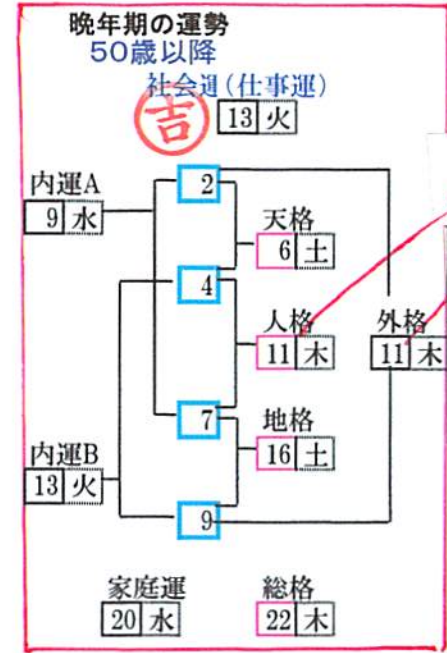 晩年期の運勢
50歳以降
社会運(仕事運)
吉
13 火
内運A
9 水
2
天格
6 土
4
人格
11 木
外格
11 木
7
地格
16 土
内運B
13 火
9
家庭運
20 水
総格
22 木